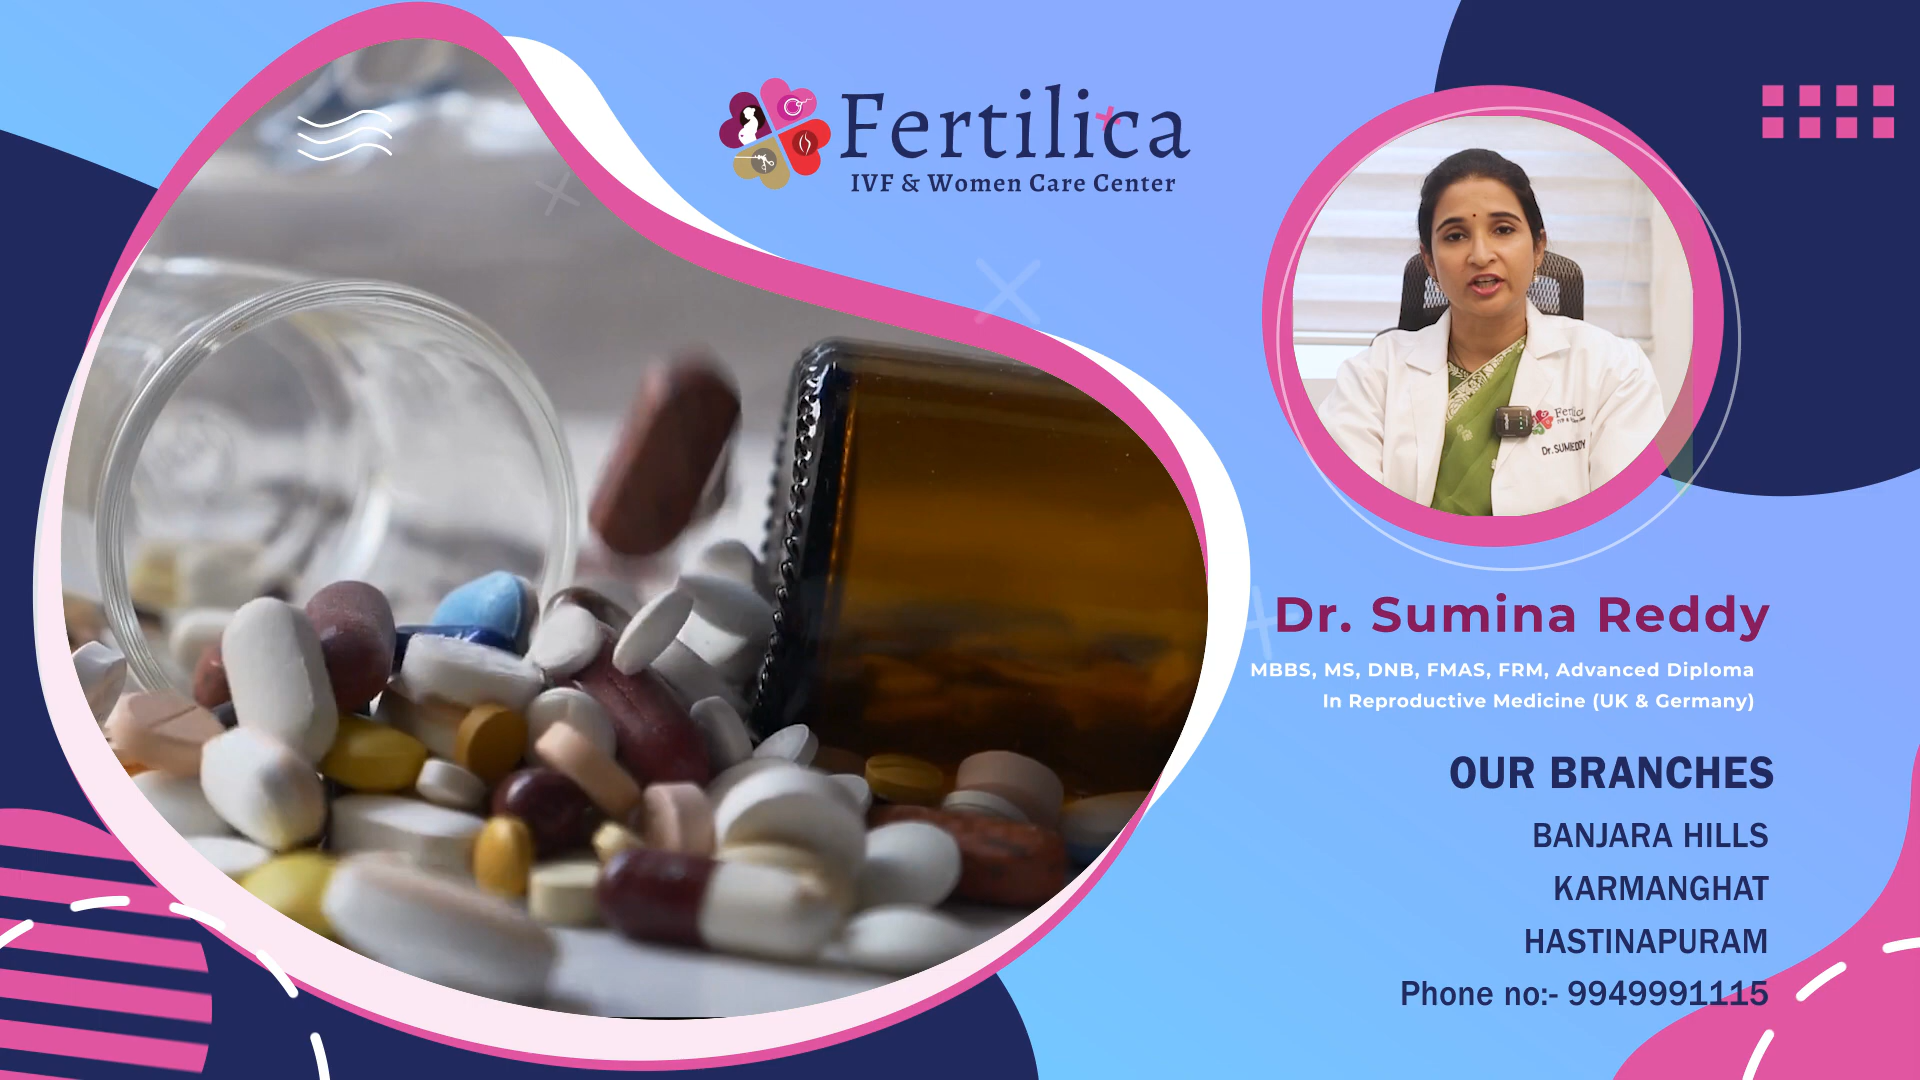 Fertilica
IVF & Women Care Center
Fertilica
Dr. Sumina Reddy
MBBS, MS, DNB, FMAS, FRM, Advanced Diploma
In Reproductive Medicine (UK & Germany)
OUR BRANCHES
BANJARA HILLS
KARMANGHAT
HASTINAPURAM
Phone no:- 9949991115